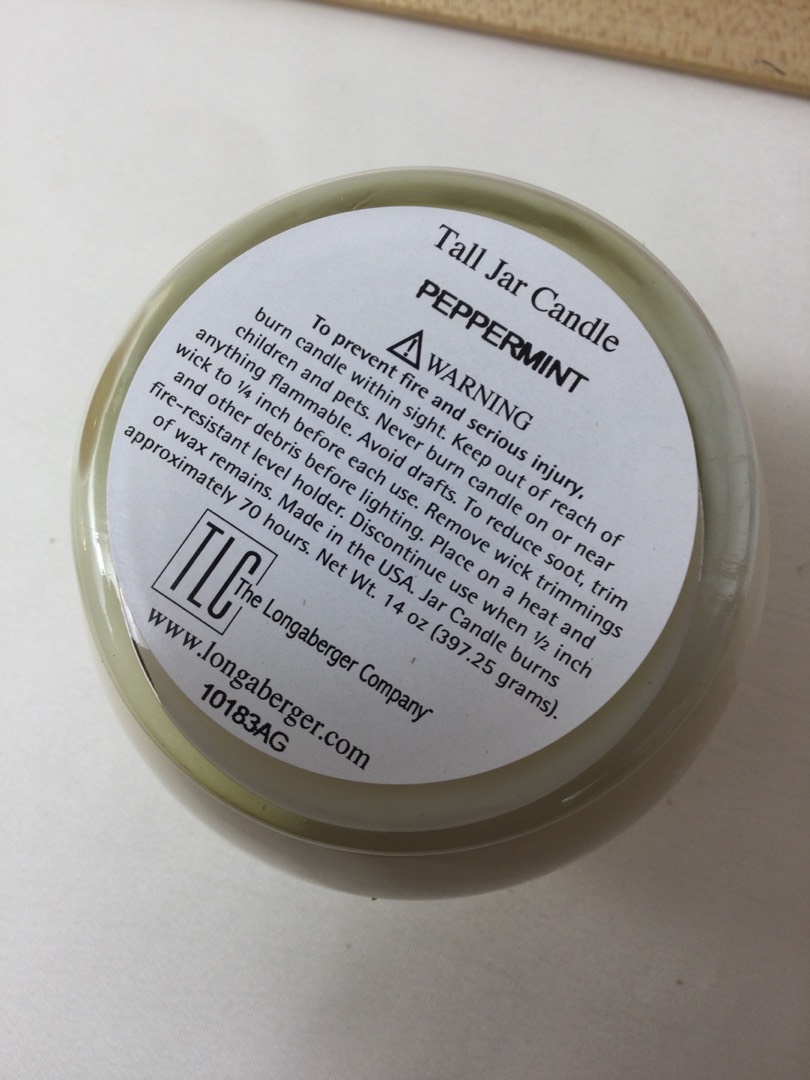 Tall Jar Candle
PEPPERMINT
WARNING
To prevent fire and serious injury,
burn candle within sight. Keep out of reach of
children and pets. Never burn candle on or near
anything flammable. Avoid drafts. To reduce soot, trim
wick to ¼ inch before each use. Remove wick trimmings
and other debris before lighting. Place on a heat and
fire-resistant level holder. Discontinue use when ½ inch
of wax remains. Made in the USA. Jar Candle burns
approximately 70 hours. Net Wt. 14 oz (397.25 grams).
TLC
The Longaberger Company™
www.longaberger.com
10183AG